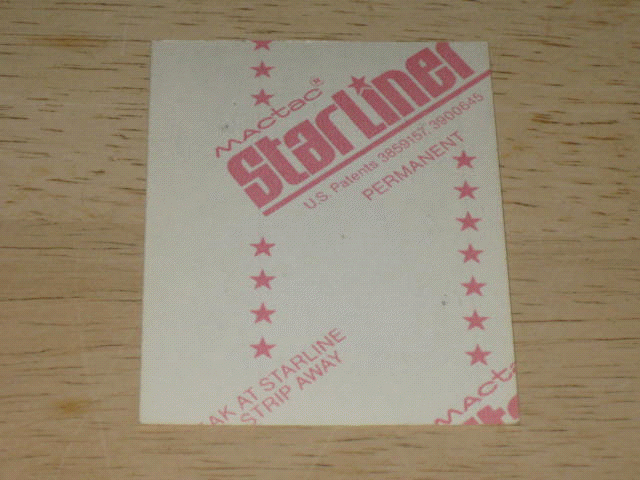 Mactac®
StarLiner
U.S. Patents 3859157, 3900645
PERMANENT
AK AT STARLINE
STRIP AWAY
Mactac